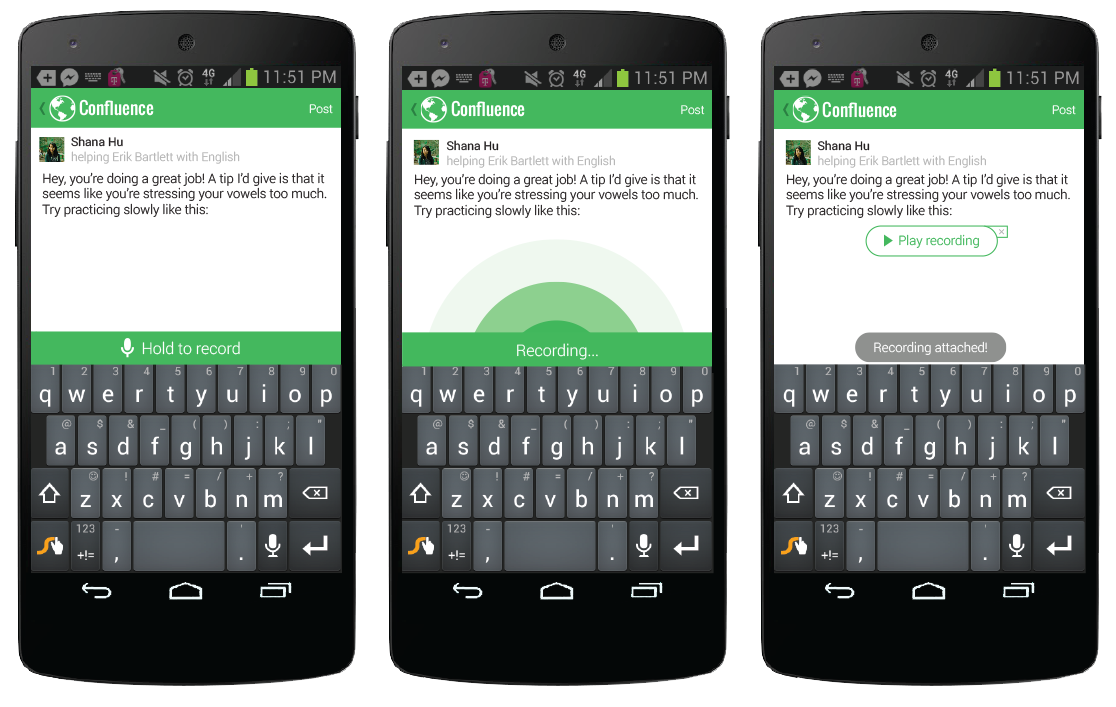 4G 11:51 PM
Confluence Post
Shana Hu
helping Erik Bartlett with English
Hey, you're doing a great job! A tip I'd give is that it
seems like you're stressing your vowels too much.
Try practicing slowly like this:
Hold to record
1 2 3 4 5 6 7 8 9 0
q w e r t y u i o p
@ $ & _ ( ) : ; "
a s d f g h j k l
! # = / + ?
z x c v b n m
123 - '
+!= , .
4G 11:51 PM
Confluence Post
Shana Hu
helping Erik Bartlett with English
Hey, you're doing a great job! A tip I'd give is that it
seems like you're stressing your vowels too much.
Try practicing slowly like this:
Recording...
1 2 3 4 5 6 7 8 9 0
q w e r t y u i o p
@ $ & _ ( ) : ; "
a s d f g h j k l
! # = / + ?
z x c v b n m
123 - '
+!= , .
4G 11:51 PM
Confluence Post
Shana Hu
helping Erik Bartlett with English
Hey, you're doing a great job! A tip I'd give is that it
seems like you're stressing your vowels too much.
Try practicing slowly like this:
Play recording x
Recording attached!
1 2 3 4 5 6 7 8 9 0
q w e r t y u i o p
@ $ & _ ( ) : ; "
a s d f g h j k l
! # = / + ?
z x c v b n m
123 - '
+!= , .